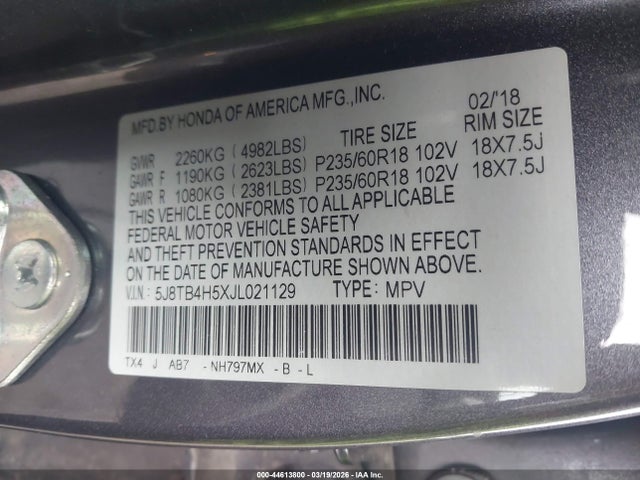 MFD.BY HONDA OF AMERICA MFG.,INC. 02/'18
GVWR 2260KG ( 4982LBS) TIRE SIZE RIM SIZE
GAWR F 1190KG ( 2623LBS) P235/60R18 102V 18X7.5J
GAWR R 1080KG ( 2381LBS) P235/60R18 102V 18X7.5J
THIS VEHICLE CONFORMS TO ALL APPLICABLE
FEDERAL MOTOR VEHICLE SAFETY
AND THEFT PREVENTION STANDARDS IN EFFECT
ON THE DATE OF MANUFACTURE SHOWN ABOVE.
V.I.N.: 5J8TB4H5XJL021129 TYPE: MPV
TX4 J AB7 - NH797MX - B - L
000-44613800 - 03/19/2026 - IAA Inc.